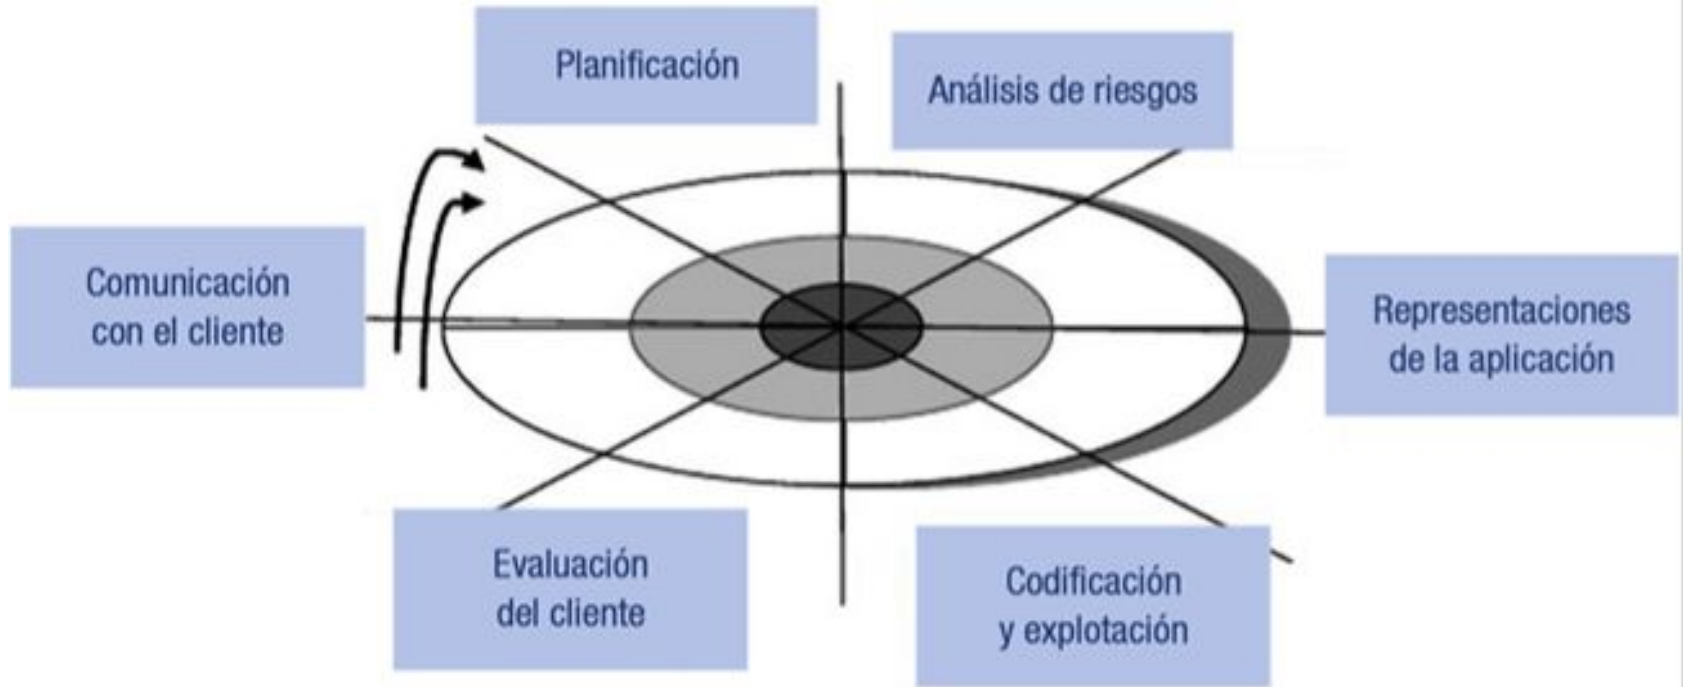 Planificación
Análisis de riesgos
Comunicación
con el cliente
Representaciones
de la aplicación
Evaluación
del cliente
Codificación
y explotación